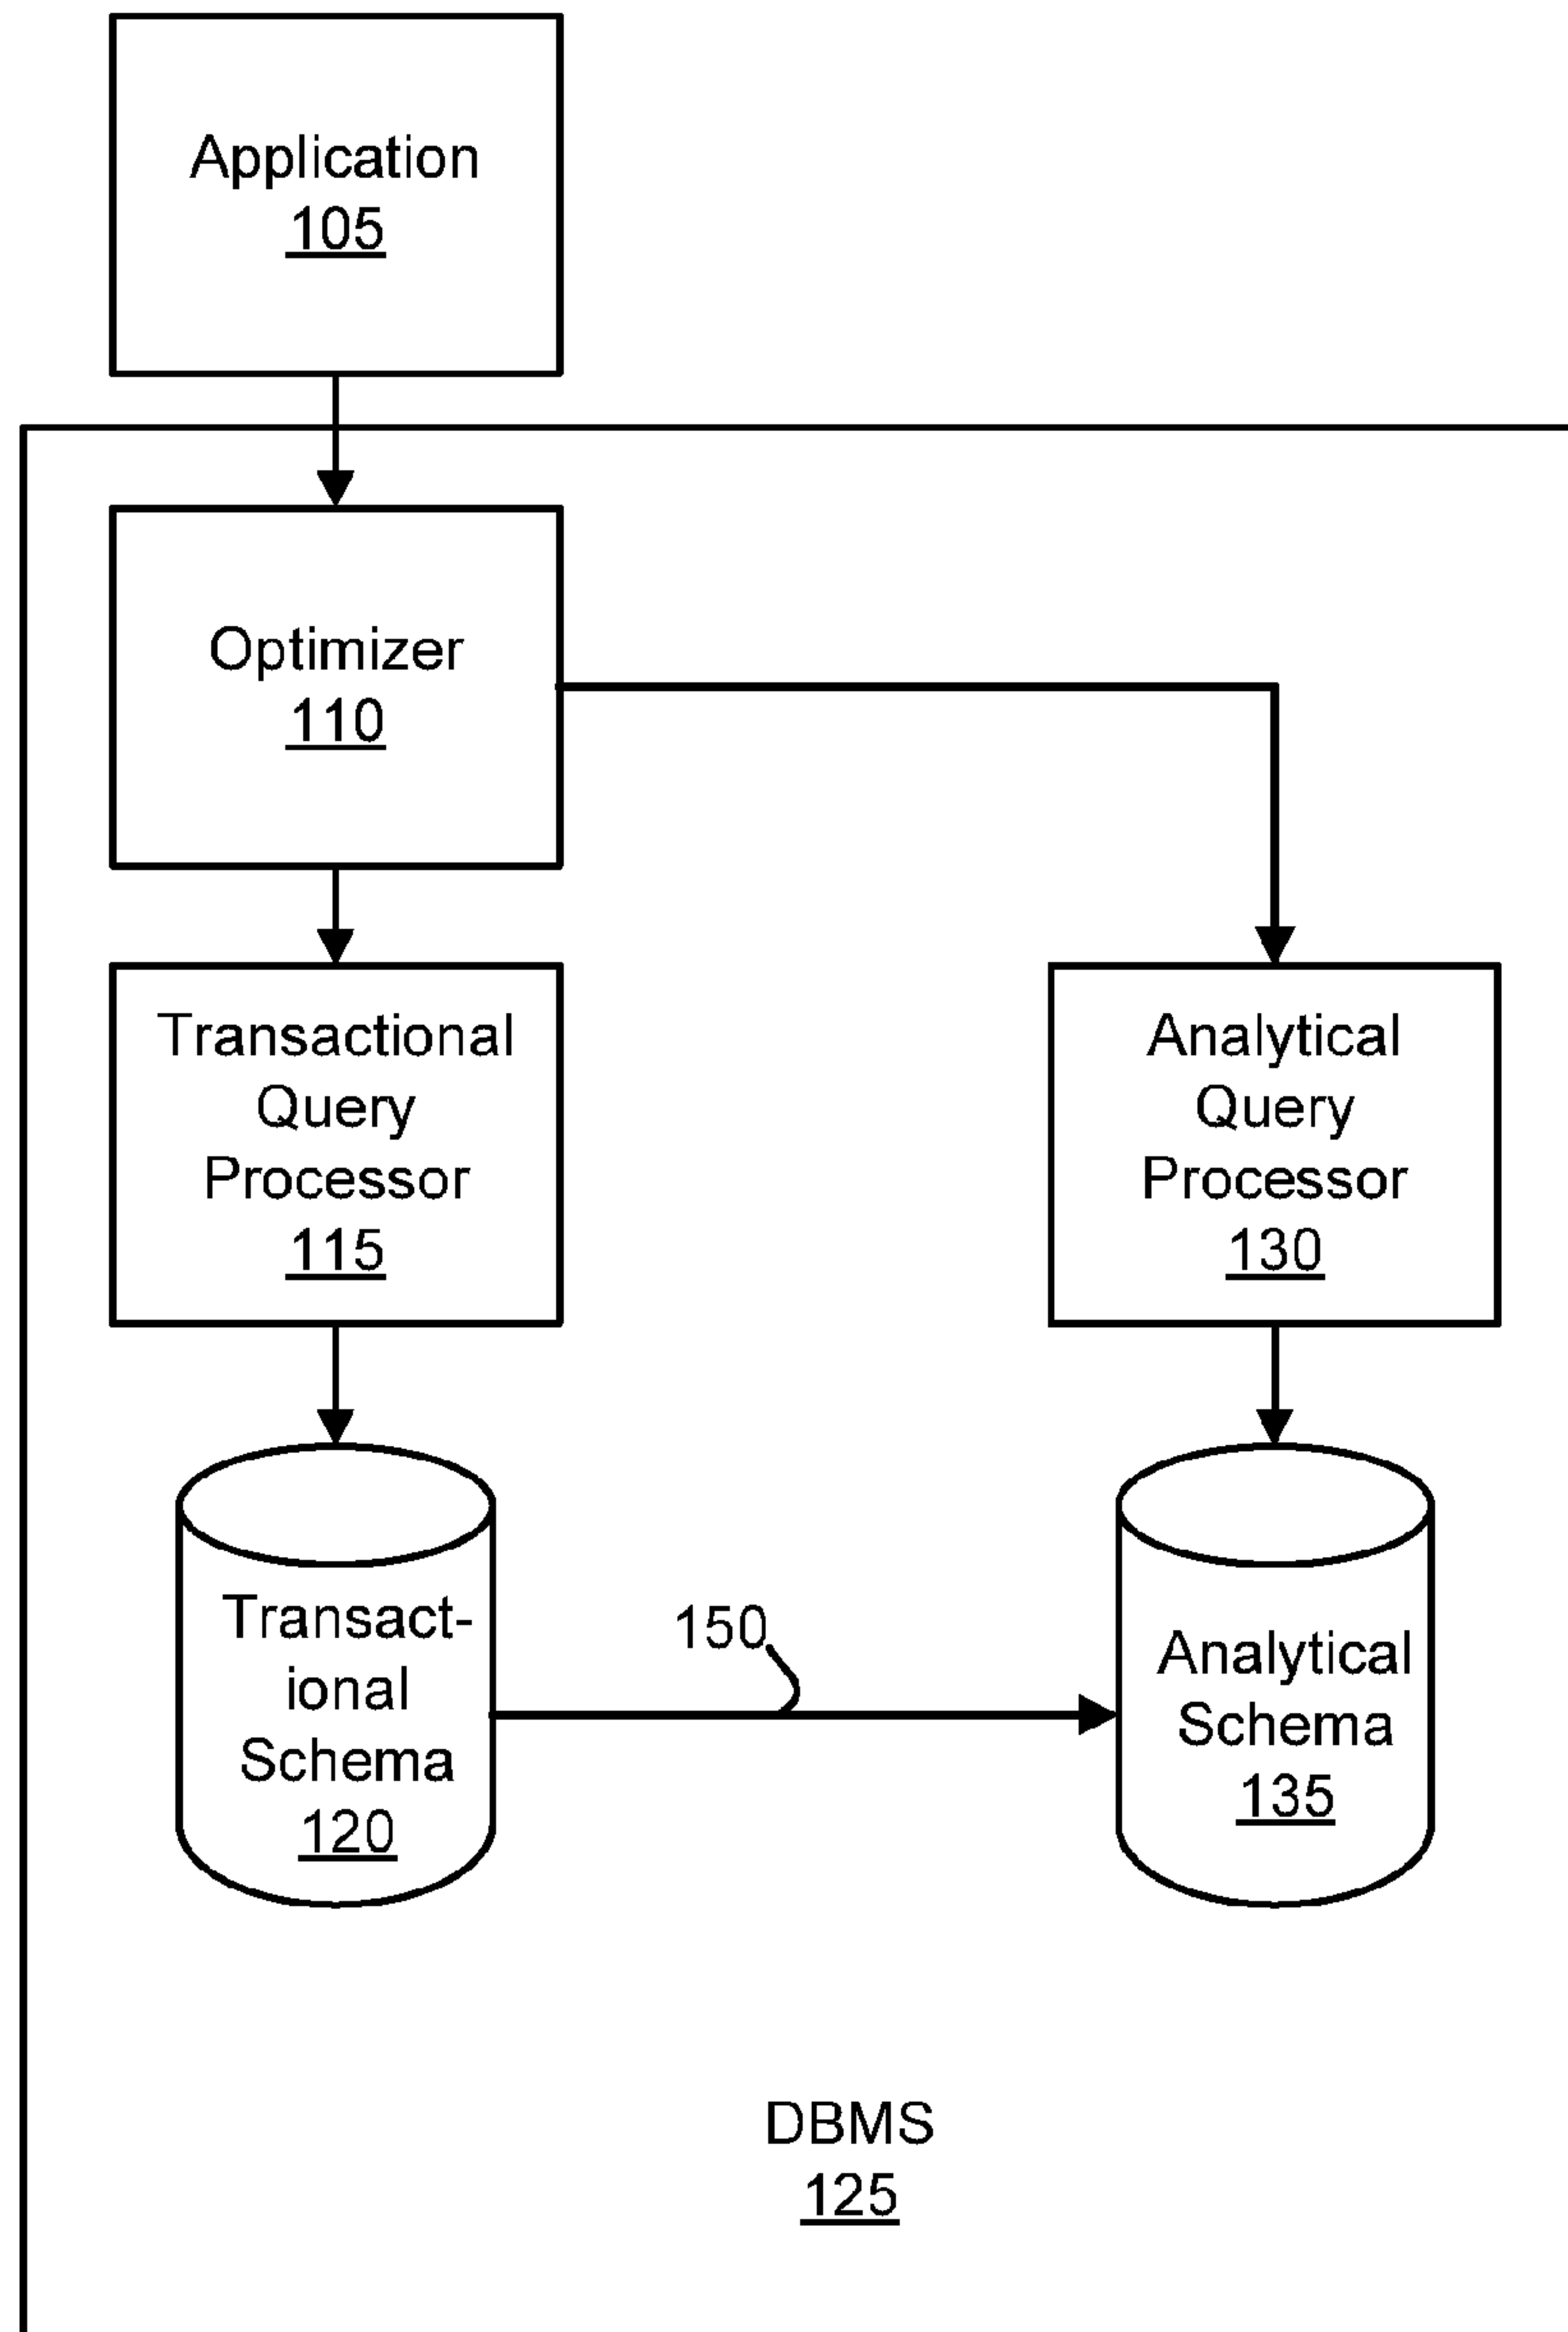 Application
105
Optimizer
110
Transactional
Query
Processor
115
Analytical
Query
Processor
130
Transact-
ional
Schema
120
150
Analytical
Schema
135
DBMS
125